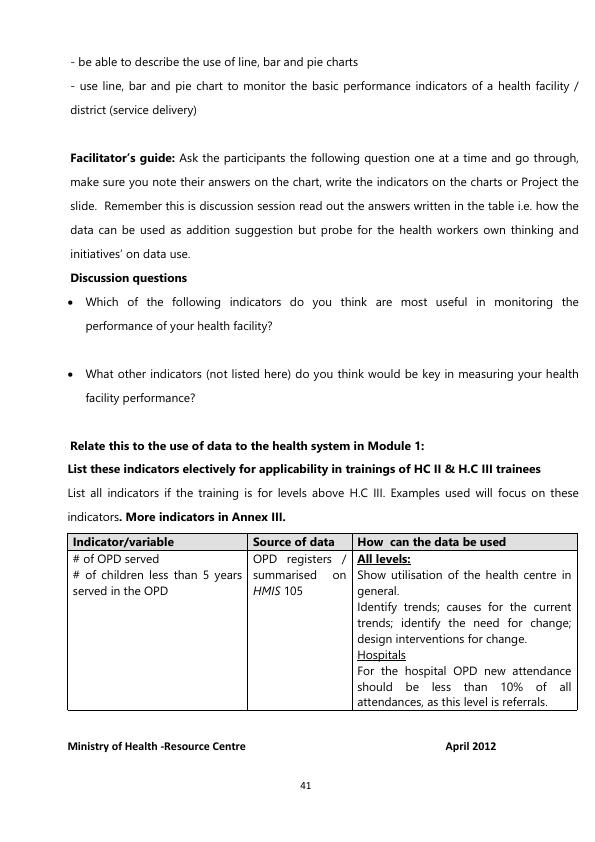 - be able to describe the use of line, bar and pie charts
- use line, bar and pie chart to monitor the basic performance indicators of a health facility /
district (service delivery)
Facilitator's guide: Ask the participants the following question one at a time and go through,
make sure you note their answers on the chart, write the indicators on the charts or Project the
slide. Remember this is discussion session read out the answers written in the table i.e. how the
data can be used as addition suggestion but probe for the health workers own thinking and
initiatives' on data use.
Discussion questions
• Which of the following indicators do you think are most useful in monitoring the
performance of your health facility?
• What other indicators (not listed here) do you think would be key in measuring your health
facility performance?
Relate this to the use of data to the health system in Module 1:
List these indicators electively for applicability in trainings of HC II & H.C III trainees
List all indicators if the training is for levels above H.C III. Examples used will focus on these
indicators. More indicators in Annex III.
Indicator/variable
Source of data
How can the data be used
# of OPD served
# of children less than 5 years
served in the OPD
OPD registers /
summarised on
HMIS 105
All levels:
Show utilisation of the health centre in
general.
Identify trends; causes for the current
trends; identify the need for change;
design interventions for change.
Hospitals
For the hospital OPD new attendance
should be less than 10% of all
attendances, as this level is referrals.
Ministry of Health -Resource Centre April 2012
41